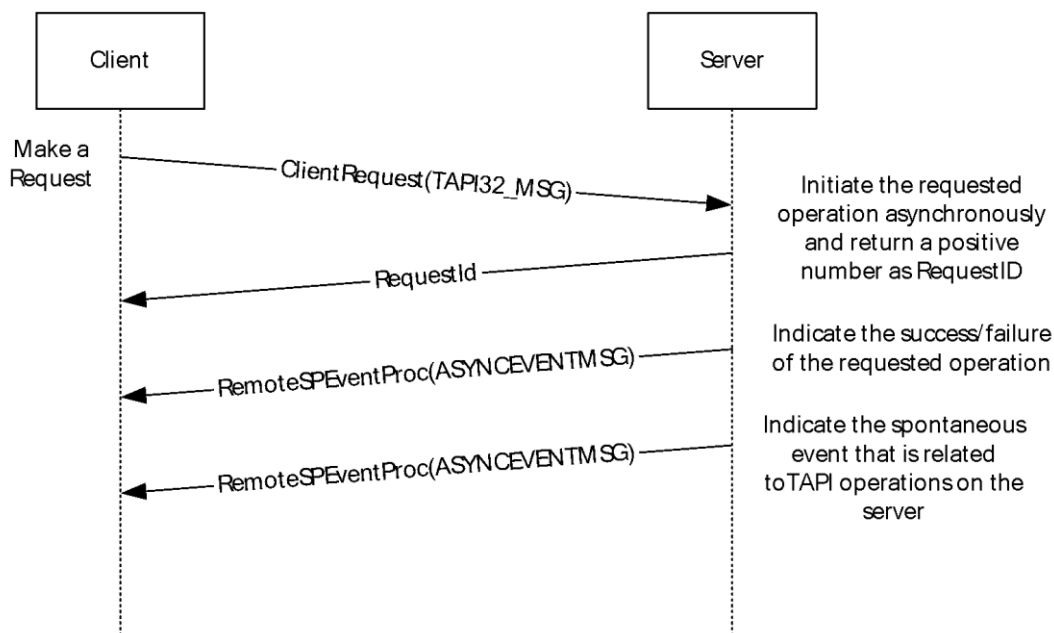 Client
Server
Make a
Request
ClientRequest(TAPI32_MSG)
Initiate the requested
operation asynchronously
and return a positive
number as RequestID
RequestId
Indicate the success/failure
of the requested operation
RemoteSPEventProc(ASYNCEVENTMSG)
Indicate the spontaneous
event that is related
to TAPI operations on the
server
RemoteSPEventProc(ASYNCEVENTMSG)